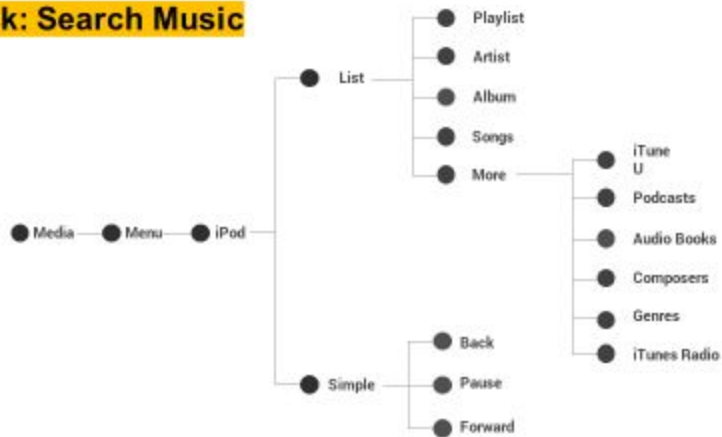 k: Search Music
Playlist
List
Artist
Album
Songs
More
iTune
U
Podcasts
Media
Menu
iPod
Audio Books
Composers
Genres
iTunes Radio
Back
Simple
Pause
Forward